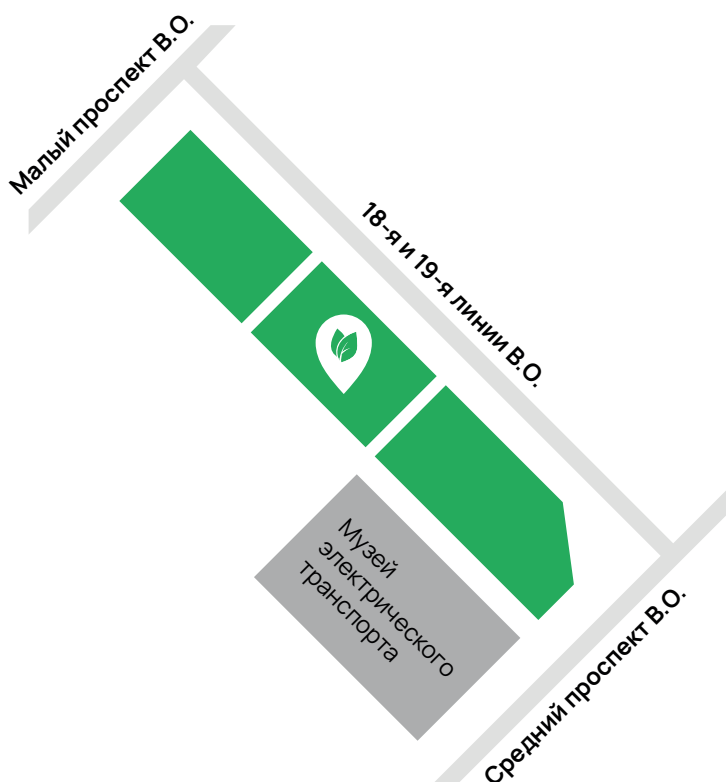 Малый проспект В.О.
18-я и 19-я линии В.О.
Музей
электрического
транспорта
Средний проспект В.О.